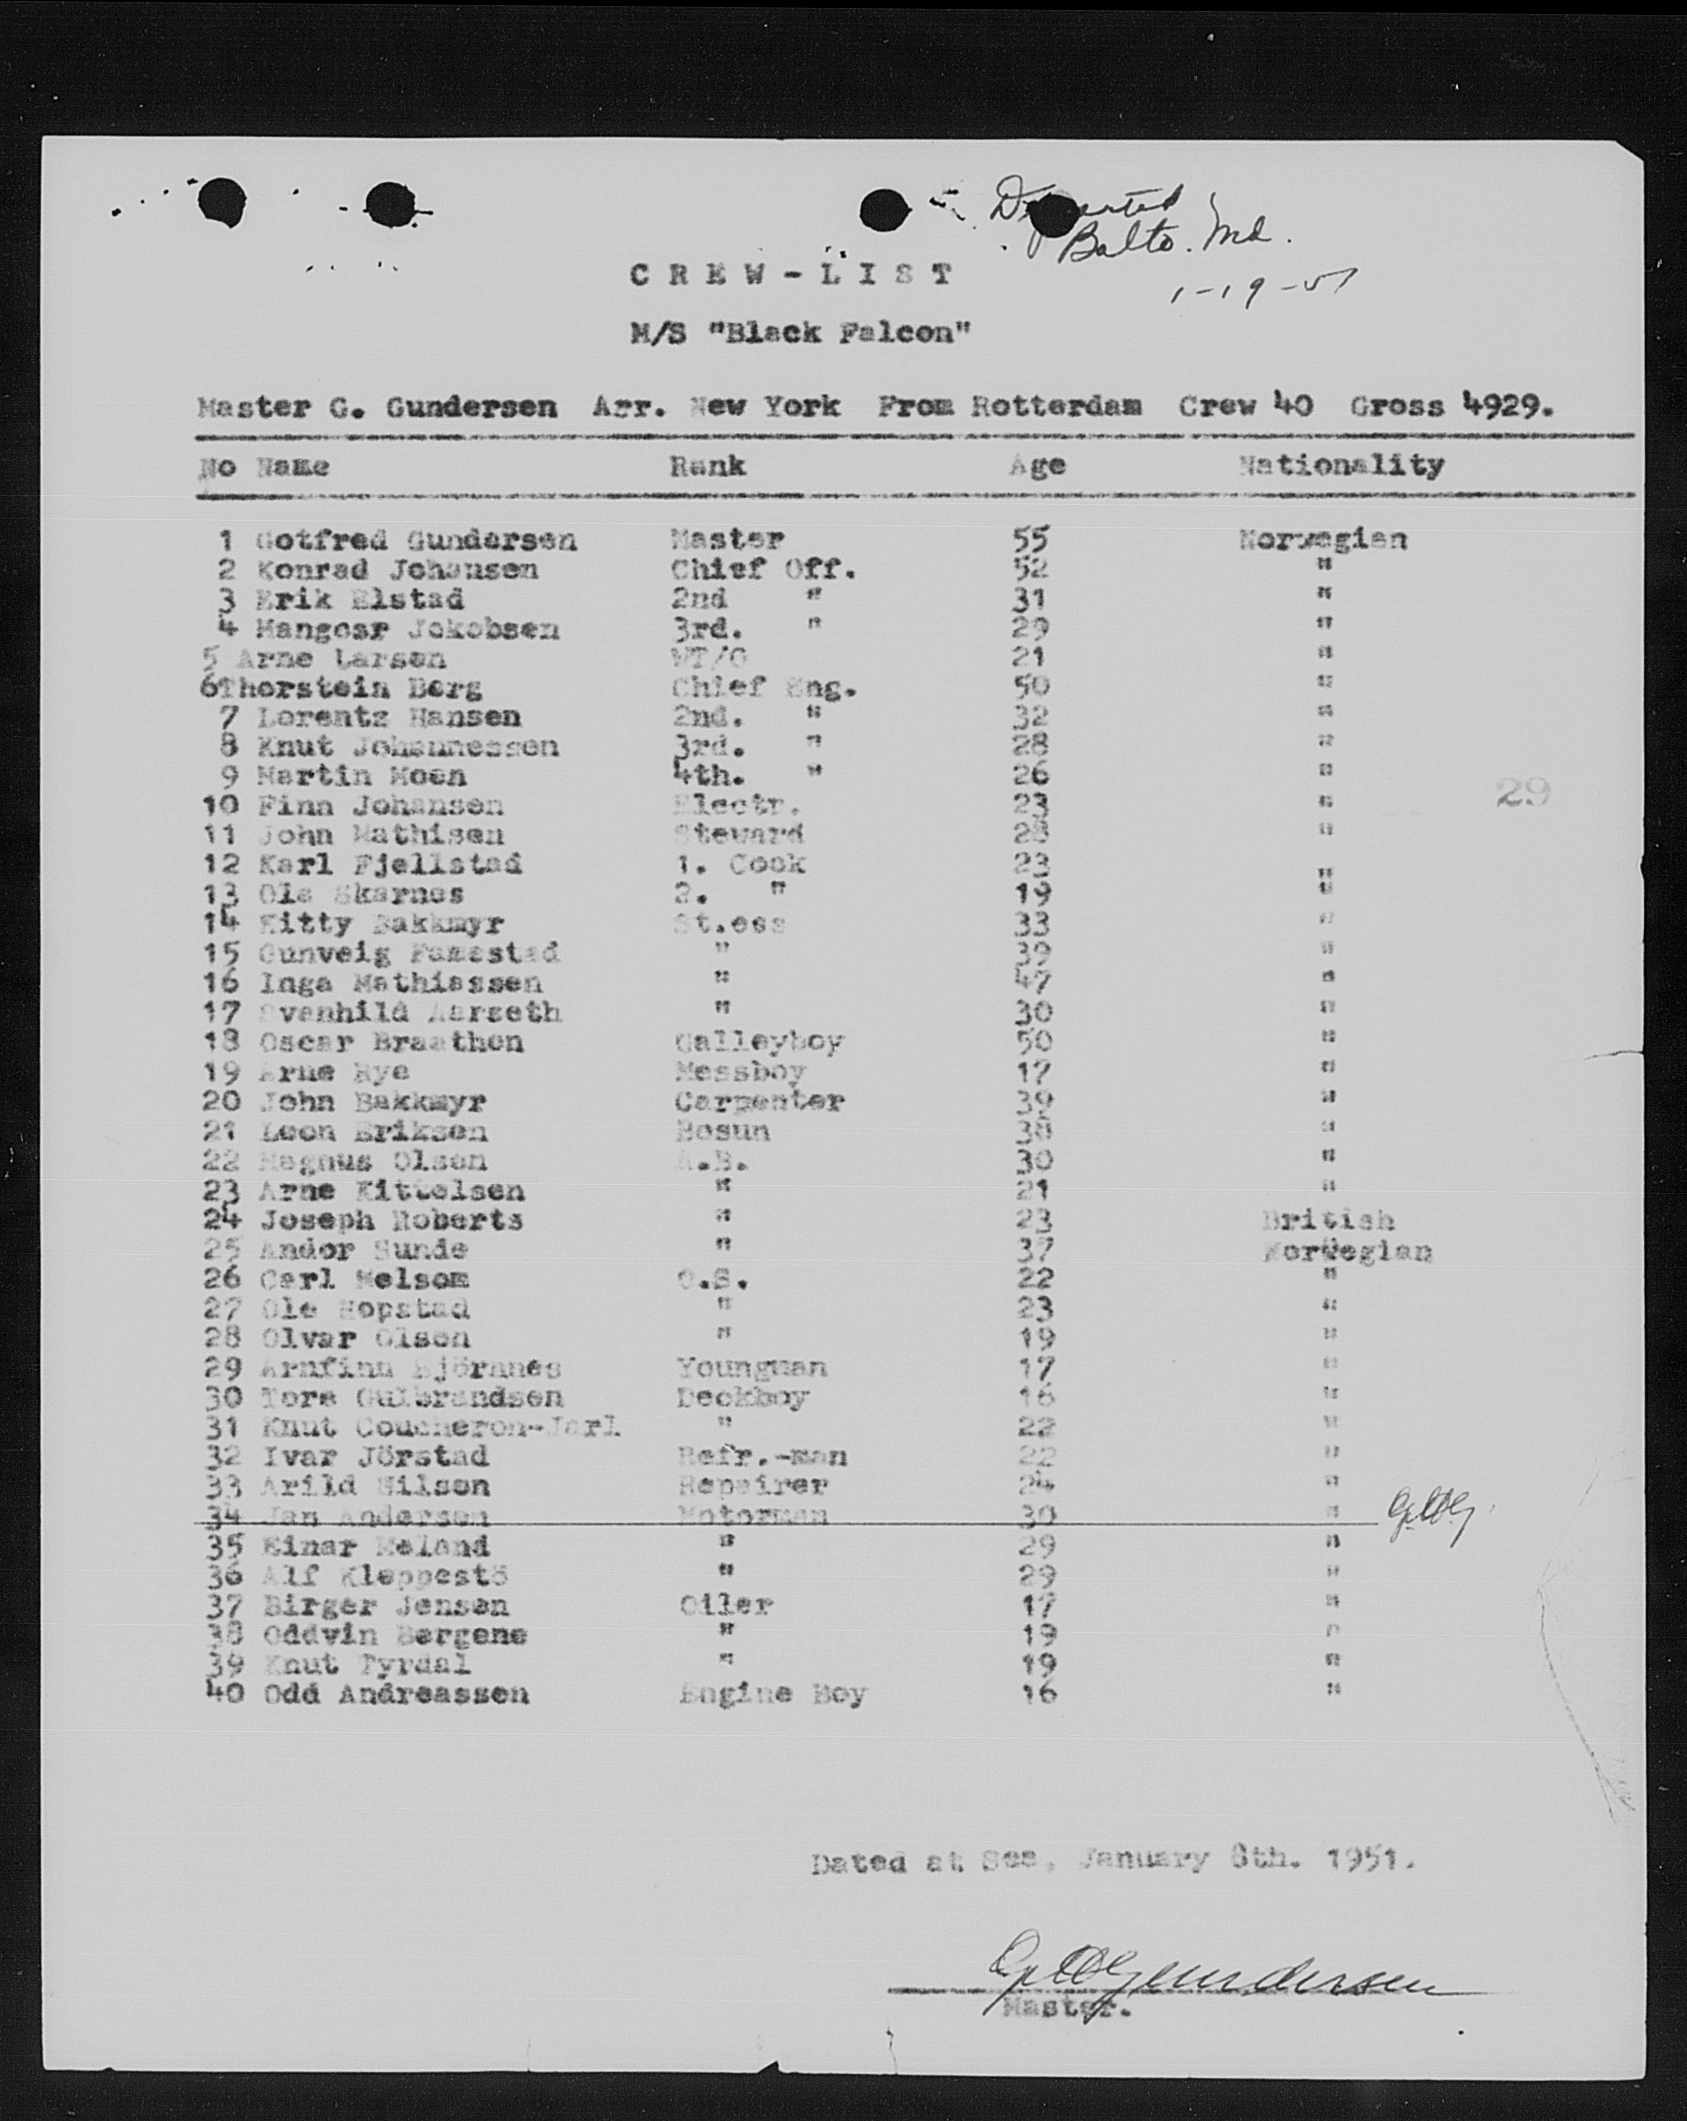 Departed
Balto. Md.
1-19-51
CREW-LIST
M/S "Black Falcon"
Master G. Gundersen Arr. New York From Rotterdam Crew 40 Gross 4929.
No Name Rank Age Nationality
1 Gotfred Gundersen Master 55 Norwegian
2 Konrad Johansen Chief Off. 52 "
3 Erik Elstad 2nd " 31 "
4 Mangosr Jokobsen 3rd. " 29 "
5 Arne Larsen WT/O 21 "
6 Thorstein Berg Chief Eng. 50 "
7 Lorentz Hansen 2nd. " 32 "
8 Knut Johannessen 3rd. " 28 "
9 Martin Moen 4th. " 26 "
10 Finn Johansen Electr. 23 "
29
11 John Mathisen Steward 28 "
12 Karl Fjellstad 1. Cook 23 "
13 Ola Skarnes 2. " 19 "
14 Kitty Bakkmyr St.ess 33 "
15 Gunveig " 39 "
16 Inga Mathiassen " 47 "
17 Svanhild Aarseth " 30 "
18 Oscar Braathen Galleyboy 50 "
19 Arne Rye Messboy 17 "
20 John Bakkmyr Carpenter 39 "
21 Leon Eriksen Bosun 38 "
22 Magnus Olsen A.B. 30 "
23 Arne Kittelsen " 21 "
24 Joseph Roberts " 23 British
25 Andor Sunde " 37 Norwegian
26 Carl Melsom O.S. 22 "
27 Ole Hopstad " 23 "
28 Olvar Olsen " 19 "
29 Arnfinn Björnnes Youngman 17 "
30 Tore Gulbrandsen Deckboy 16 "
31 Knut Coucheron-Jarl " 22 "
32 Ivar Jörstad Refr.-man 22 "
33 Arild Nilsen Repairer 24 "
34 Jan Andersen Motorman 30 "
35 Einar Meland " 29 "
36 Alf Kleppestö " 29 "
37 Birger Jensen Oiler 17 "
38 Oddvin Bergene " 19 "
39 Knut Tyrdal " 19 "
40 Odd Andreassen Engine Boy 16 "
Dated at Sea, January 8th. 1951.
Gundersen
Master.